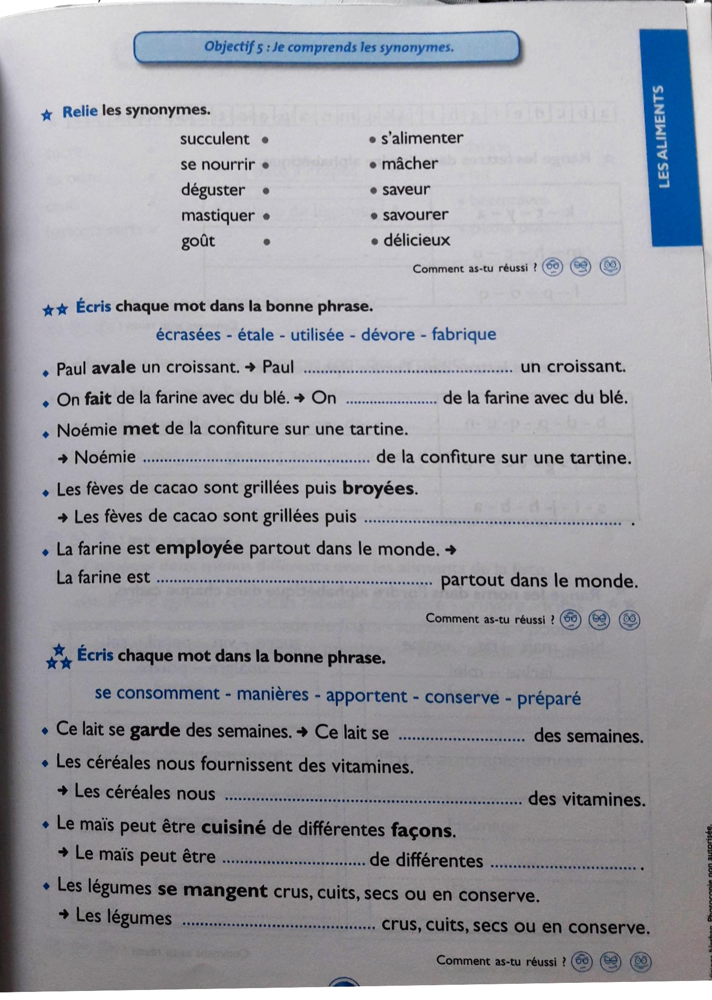 Objectif 5 : Je comprends les synonymes.
LES ALIMENTS
Relie les synonymes.
succulent • • s'alimenter
se nourrir • • mâcher
déguster • • saveur
mastiquer • • savourer
goût • • délicieux
Comment as-tu réussi ?
Écris chaque mot dans la bonne phrase.
écrasées - étale - utilisée - dévore - fabrique
Paul avale un croissant. → Paul ........................................ un croissant.
On fait de la farine avec du blé. → On .................... de la farine avec du blé.
Noémie met de la confiture sur une tartine.
→ Noémie ........................................ de la confiture sur une tartine.
Les fèves de cacao sont grillées puis broyées.
→ Les fèves de cacao sont grillées puis ........................................ .
La farine est employée partout dans le monde. →
La farine est ........................................ partout dans le monde.
Comment as-tu réussi ?
Écris chaque mot dans la bonne phrase.
se consomment - manières - apportent - conserve - préparé
Ce lait se garde des semaines. → Ce lait se .................... des semaines.
Les céréales nous fournissent des vitamines.
→ Les céréales nous ........................................ des vitamines.
Le maïs peut être cuisiné de différentes façons.
→ Le maïs peut être .............................. de différentes .............................. .
Les légumes se mangent crus, cuits, secs ou en conserve.
→ Les légumes ........................................ crus, cuits, secs ou en conserve.
Comment as-tu réussi ?
Photocopie non autorisée.